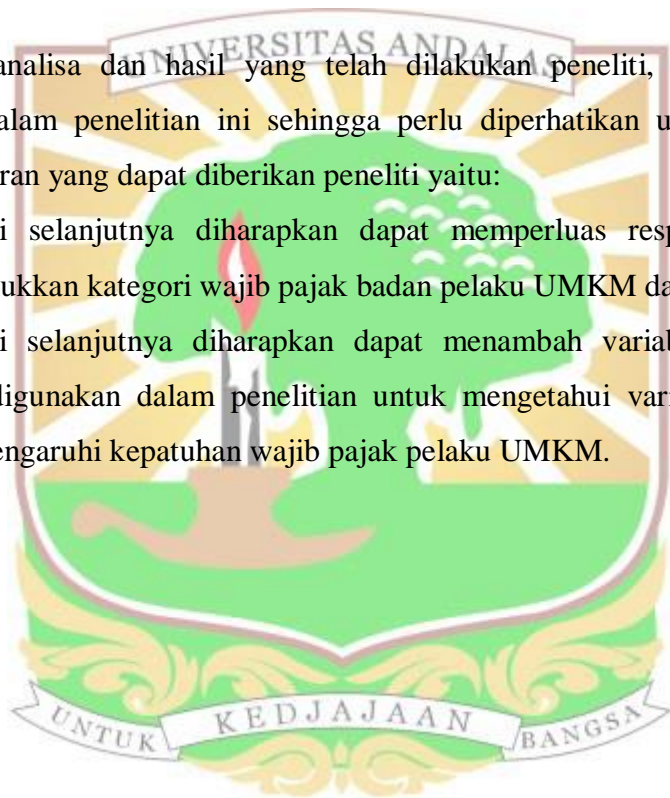 UNIVERSITAS ANDALAS
analisa dan hasil yang telah dilakukan peneliti,
alam penelitian ini sehingga perlu diperhatikan u
ran yang dapat diberikan peneliti yaitu:
i selanjutnya diharapkan dapat memperluas resp
ukkan kategori wajib pajak badan pelaku UMKM da
i selanjutnya diharapkan dapat menambah variab
digunakan dalam penelitian untuk mengetahui vari
engaruhi kepatuhan wajib pajak pelaku UMKM.
UNTUK KEDJAJAAN BANGSA